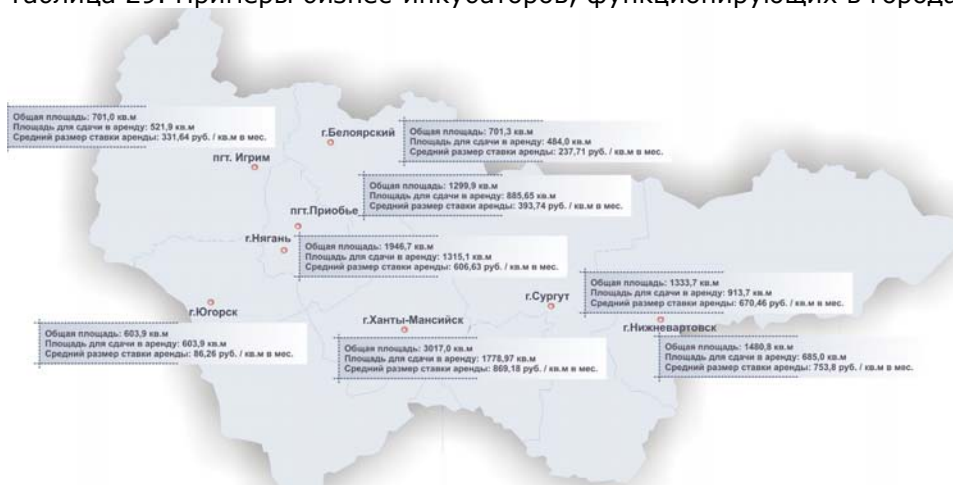 Таблица 29. Примеры бизнес-инкубаторов, функционирующих в города
Общая площадь: 701,0 кв.м
Площадь для сдачи в аренду: 521,9 кв.м
Средний размер ставки аренды: 331,64 руб. / кв.м в мес.
пгт. Игрим
г.Белоярский
Общая площадь: 701,3 кв.м
Площадь для сдачи в аренду: 484,0 кв.м
Средний размер ставки аренды: 237,71 руб. / кв.м в мес.
пгт.Приобье
Общая площадь: 1299,9 кв.м
Площадь для сдачи в аренду: 885,65 кв.м
Средний размер ставки аренды: 393,74 руб. / кв.м в мес.
г.Нягань
Общая площадь: 1946,7 кв.м
Площадь для сдачи в аренду: 1315,1 кв.м
Средний размер ставки аренды: 606,63 руб. / кв.м в мес.
г.Сургут
Общая площадь: 1333,7 кв.м
Площадь для сдачи в аренду: 913,7 кв.м
Средний размер ставки аренды: 670,46 руб. / кв.м в мес.
г.Югорск
Общая площадь: 603,9 кв.м
Площадь для сдачи в аренду: 603,9 кв.м
Средний размер ставки аренды: 86,26 руб. / кв.м в мес.
г.Ханты-Мансийск
Общая площадь: 3017,0 кв.м
Площадь для сдачи в аренду: 1778,97 кв.м
Средний размер ставки аренды: 869,18 руб. / кв.м в мес.
г.Нижневартовск
Общая площадь: 1480,8 кв.м
Площадь для сдачи в аренду: 685,0 кв.м
Средний размер ставки аренды: 753,8 руб. / кв.м в мес.